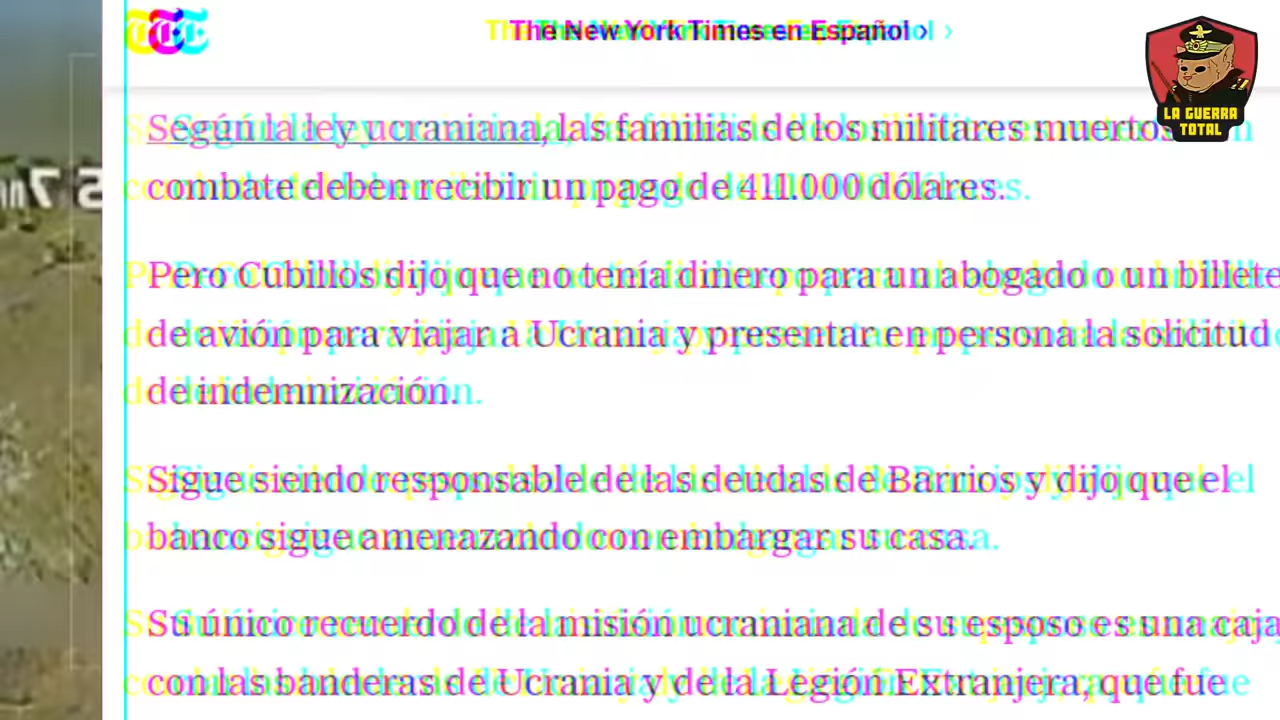 The New York Times en Español ›
LA GUERRA
TOTAL
Según la ley ucraniana, las familias de los militares muertos
combate deben recibir un pago de 411.000 dólares.
Pero Cubillos dijo que no tenía dinero para un abogado o un billete
de avión para viajar a Ucrania y presentar en persona la solicitud
de indemnización.
Sigue siendo responsable de las deudas de Barrios y dijo que el
banco sigue amenazando con embargar su casa.
Su único recuerdo de la misión ucraniana de su esposo es una caja
con las banderas de Ucrania y de la Legión Extranjera, que fue